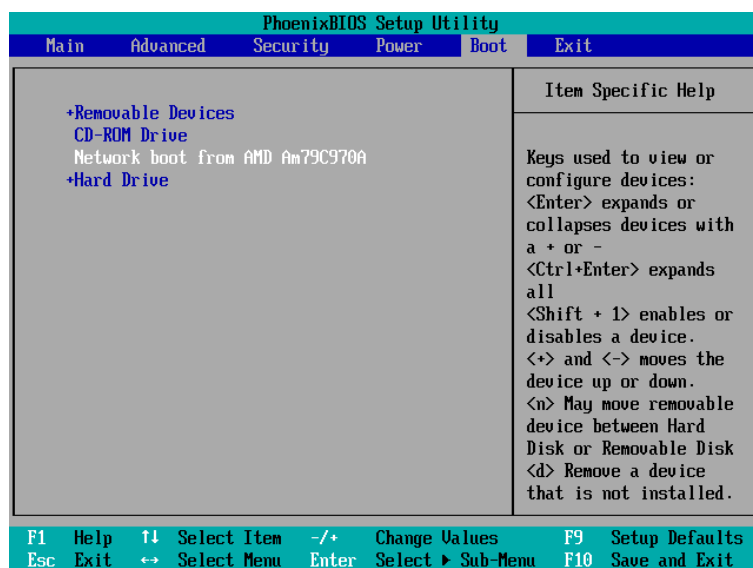 PhoenixBIOS Setup Utility
Main Advanced Security Power Boot Exit
Item Specific Help
+Removable Devices
CD-ROM Drive
Network boot from AMD Am79C970A
+Hard Drive
Keys used to view or
configure devices:
<Enter> expands or
collapses devices with
a + or -
<Ctrl+Enter> expands
all
<Shift + 1> enables or
disables a device.
<+> and <-> moves the
device up or down.
<n> May move removable
device between Hard
Disk or Removable Disk
<d> Remove a device
that is not installed.
F1 Help ↑↓ Select Item -/+ Change Values F9 Setup Defaults
Esc Exit ↔ Select Menu Enter Select ▶ Sub-Menu F10 Save and Exit